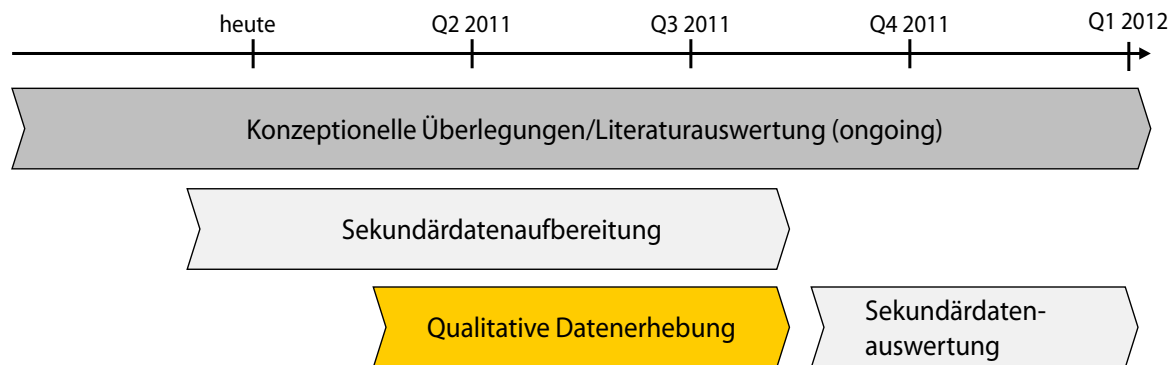 heute
Q2 2011
Q3 2011
Q4 2011
Q1 2012
Konzeptionelle Überlegungen/Literaturauswertung (ongoing)
Sekundärdatenaufbereitung
Qualitative Datenerhebung
Sekundärdaten-
auswertung